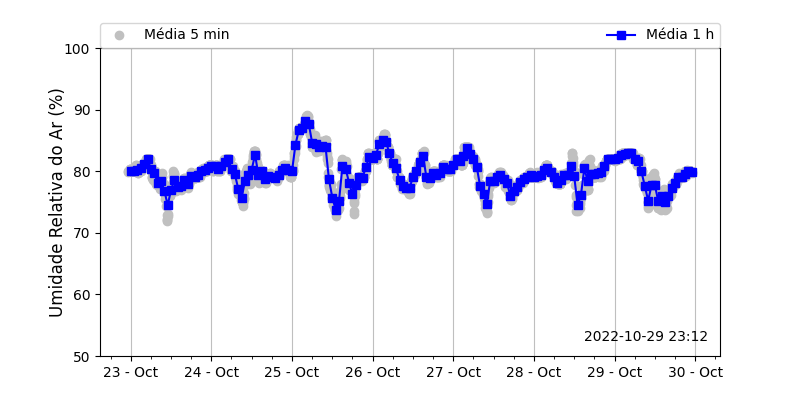 Média 5 min
Média 1 h
Umidade Relativa do Ar (%)
100
90
80
70
60
50
2022-10-29 23:12
23 - Oct
24 - Oct
25 - Oct
26 - Oct
27 - Oct
28 - Oct
29 - Oct
30 - Oct